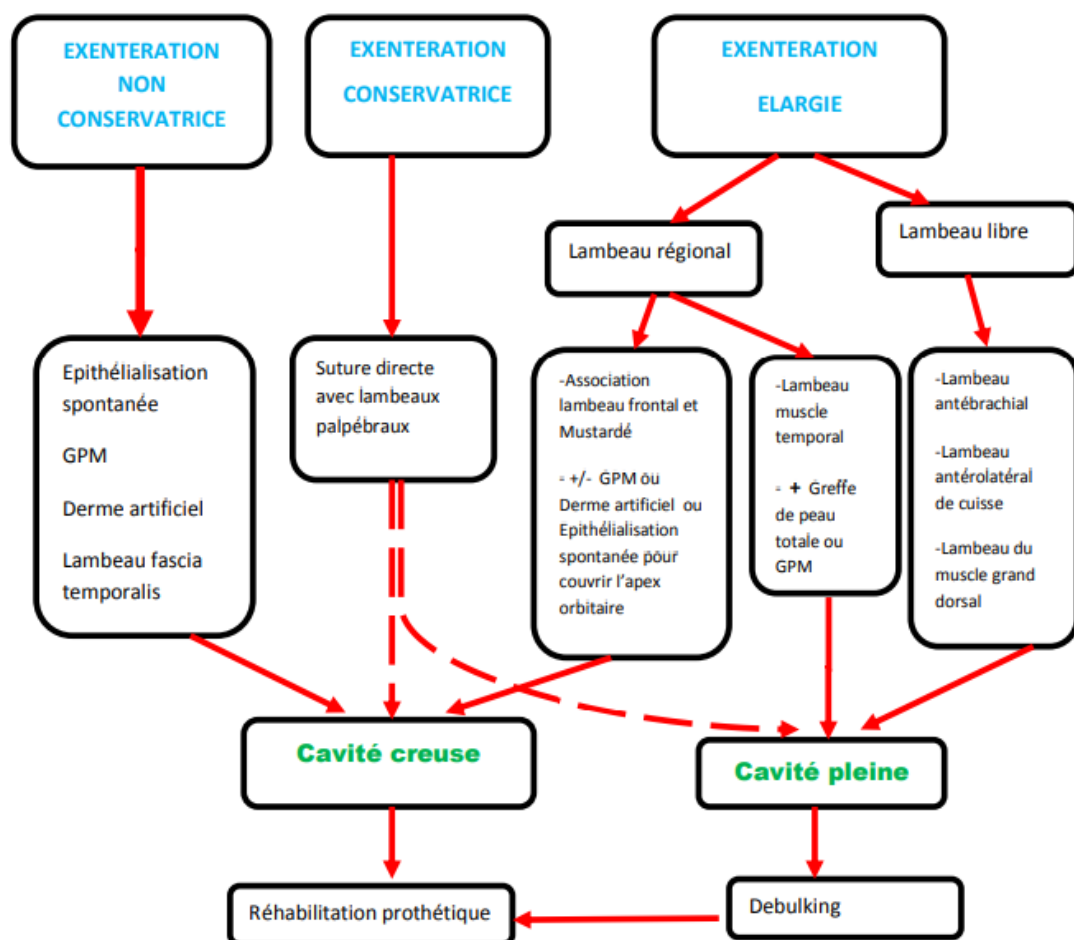 EXENTERATION
NON
CONSERVATRICE
EXENTERATION
CONSERVATRICE
EXENTERATION
ELARGIE
Lambeau régional
Lambeau libre
Epithélialisation
spontanée
GPM
Derme artificiel
Lambeau fascia
temporalis
Suture directe
avec lambeaux
palpébraux
-Association
lambeau frontal et
Mustardé
- +/- GPM ou
Derme artificiel ou
Epithélialisation
spontanée pour
couvrir l'apex
orbitaire
-Lambeau
muscle
temporal
- + Greffe
de peau
totale ou
GPM
-Lambeau
antébrachial
-Lambeau
antérolatéral
de cuisse
-Lambeau du
muscle grand
dorsal
Cavité creuse
Cavité pleine
Réhabilitation prothétique
Debulking